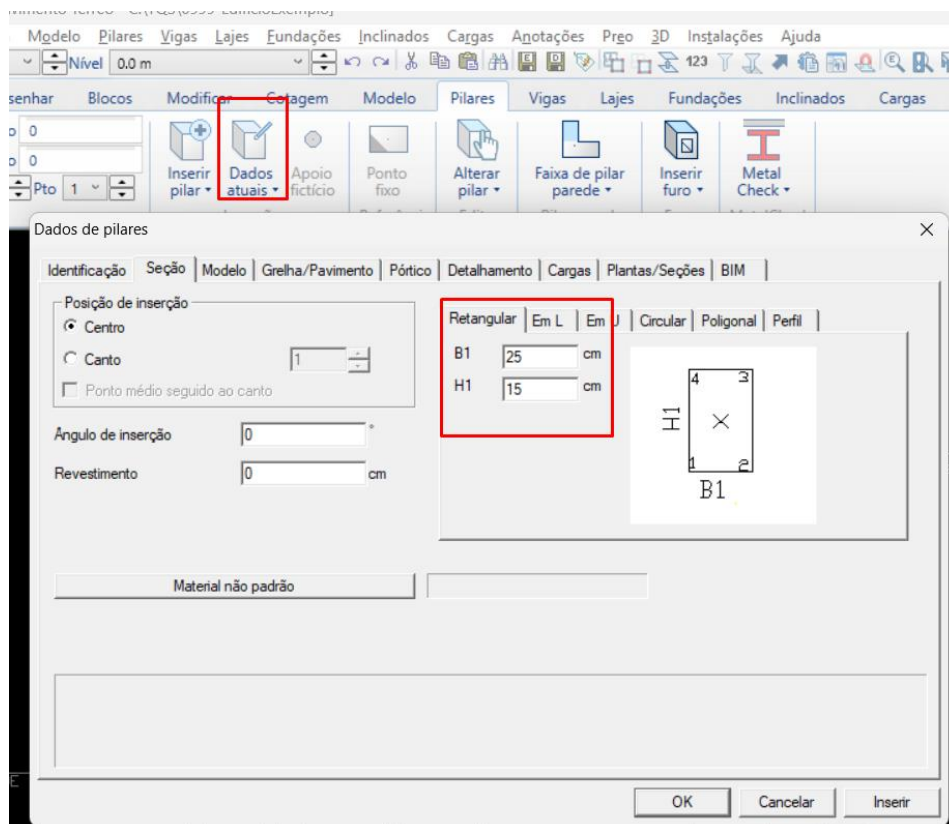 Modelo Pilares Vigas Lajes Fundações Inclinados Cargas Anotações Preo 3D Instalações Ajuda
Nível 0.0 m 123
Blocos Modificar Cotagem Modelo Pilares Vigas Lajes Fundações Inclinados Cargas
0
0
Pto 1
Inserir pilar
Dados atuais
Apoio fictício
Ponto fixo
Alterar pilar
Faixa de pilar parede
Inserir furo
Metal Check
Dados de pilares
Identificação Seção Modelo Grelha/Pavimento Pórtico Detalhamento Cargas Plantas/Seções BIM
Posição de inserção
Centro
Canto 1
Ponto médio seguido ao canto
Ângulo de inserção 0 °
Revestimento 0 cm
Retangular Em L Em U Circular Poligonal Perfil
B1 25 cm
H1 15 cm
4 3
H1
1 2
B1
Material não padrão
OK Cancelar Inserir